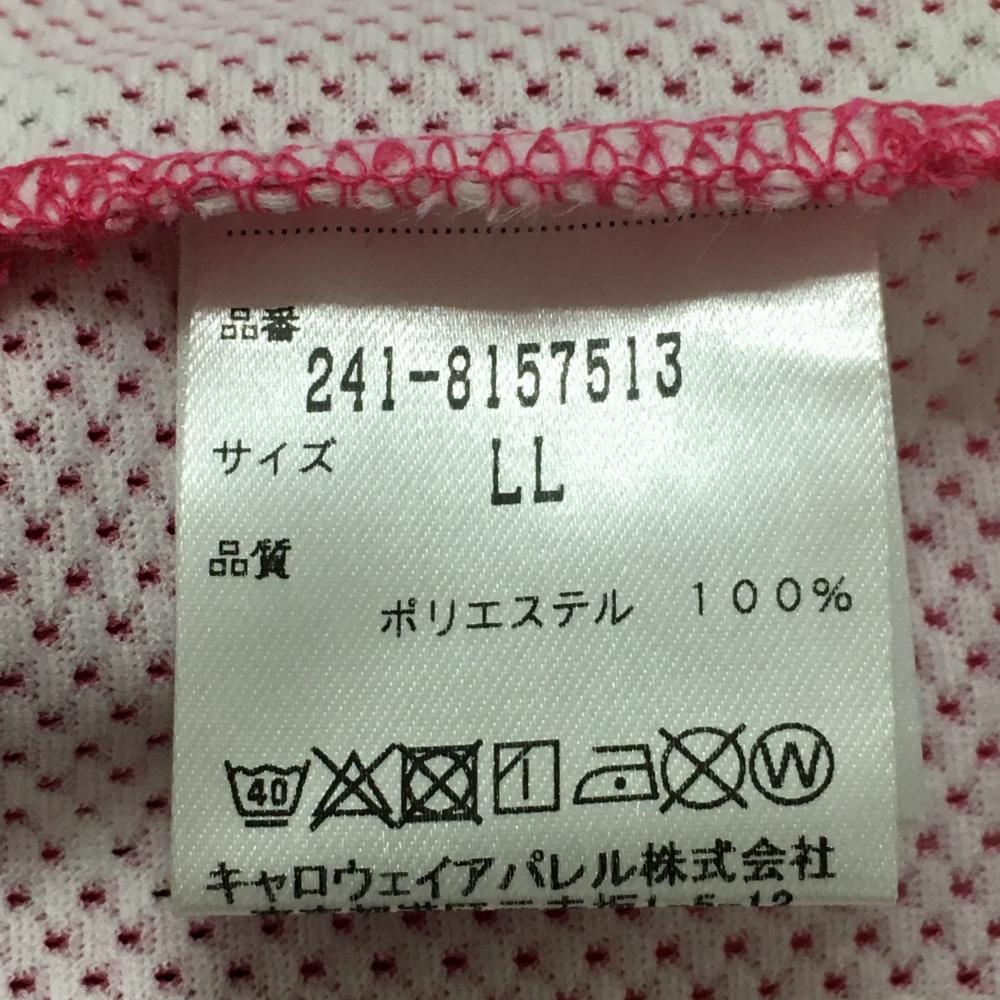 品番
241-8157513
サイズ LL
品質
ポリエステル 100%
40 W
キャロウェイアパレル株式会社